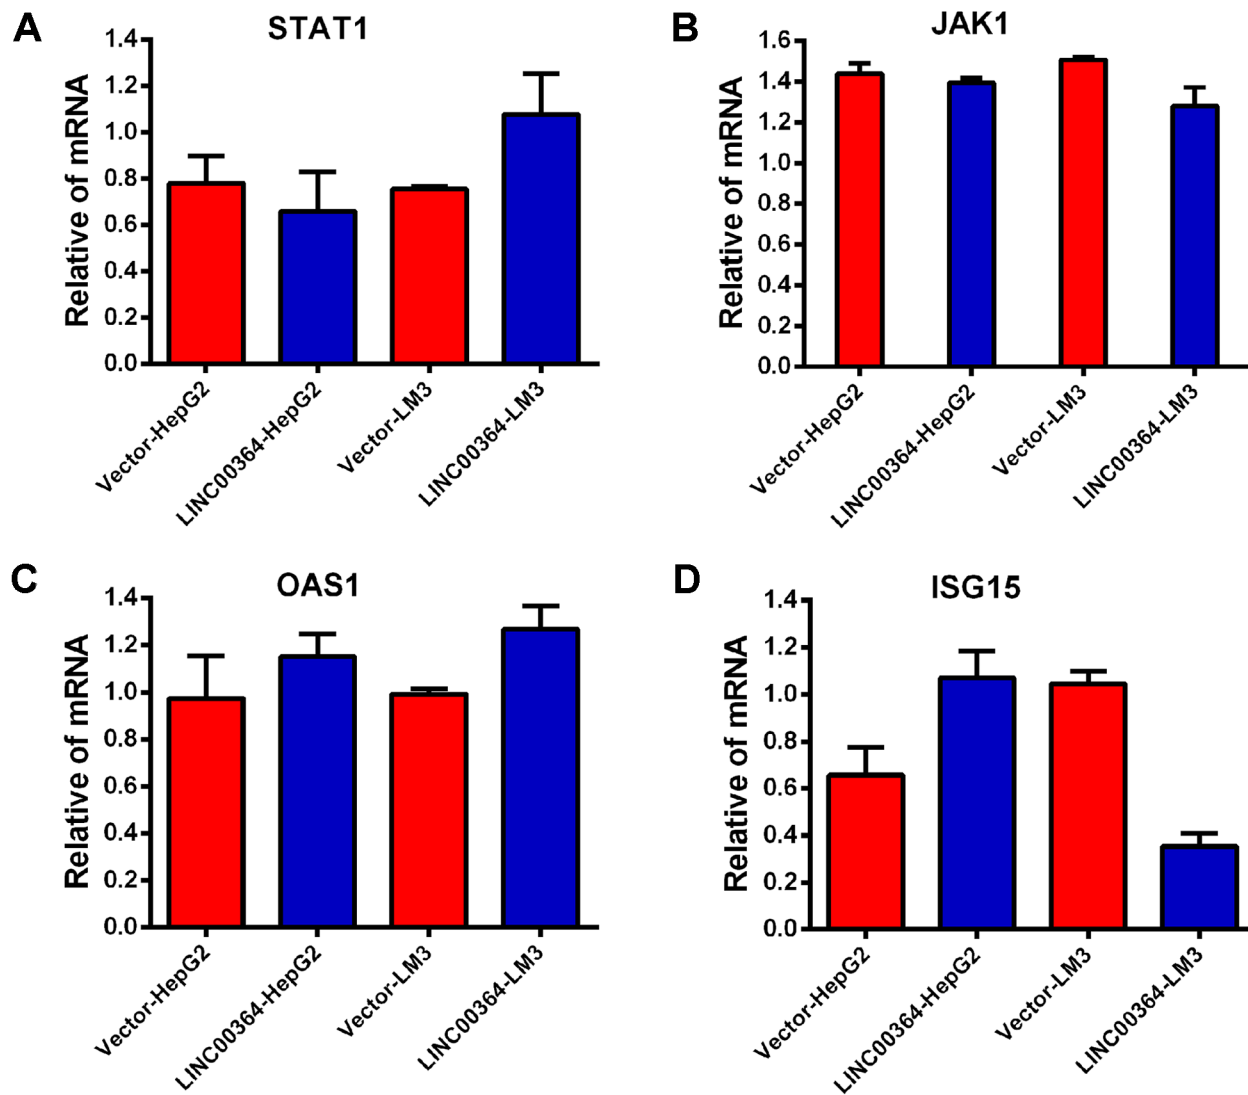 A
STAT1
Relative of mRNA
1.4
1.2
1.0
0.8
0.6
0.4
0.2
0.0
Vector-HepG2
LINC00364-HepG2
Vector-LM3
LINC00364-LM3
B
JAK1
Relative of mRNA
1.6
1.4
1.2
1.0
0.8
0.6
0.4
0.2
0.0
Vector-HepG2
LINC00364-HepG2
Vector-LM3
LINC00364-LM3
C
OAS1
Relative of mRNA
1.4
1.2
1.0
0.8
0.6
0.4
0.2
0.0
Vector-HepG2
LINC00364-HepG2
Vector-LM3
LINC00364-LM3
D
ISG15
Relative of mRNA
1.4
1.2
1.0
0.8
0.6
0.4
0.2
0.0
Vector-HepG2
LINC00364-HepG2
Vector-LM3
LINC00364-LM3